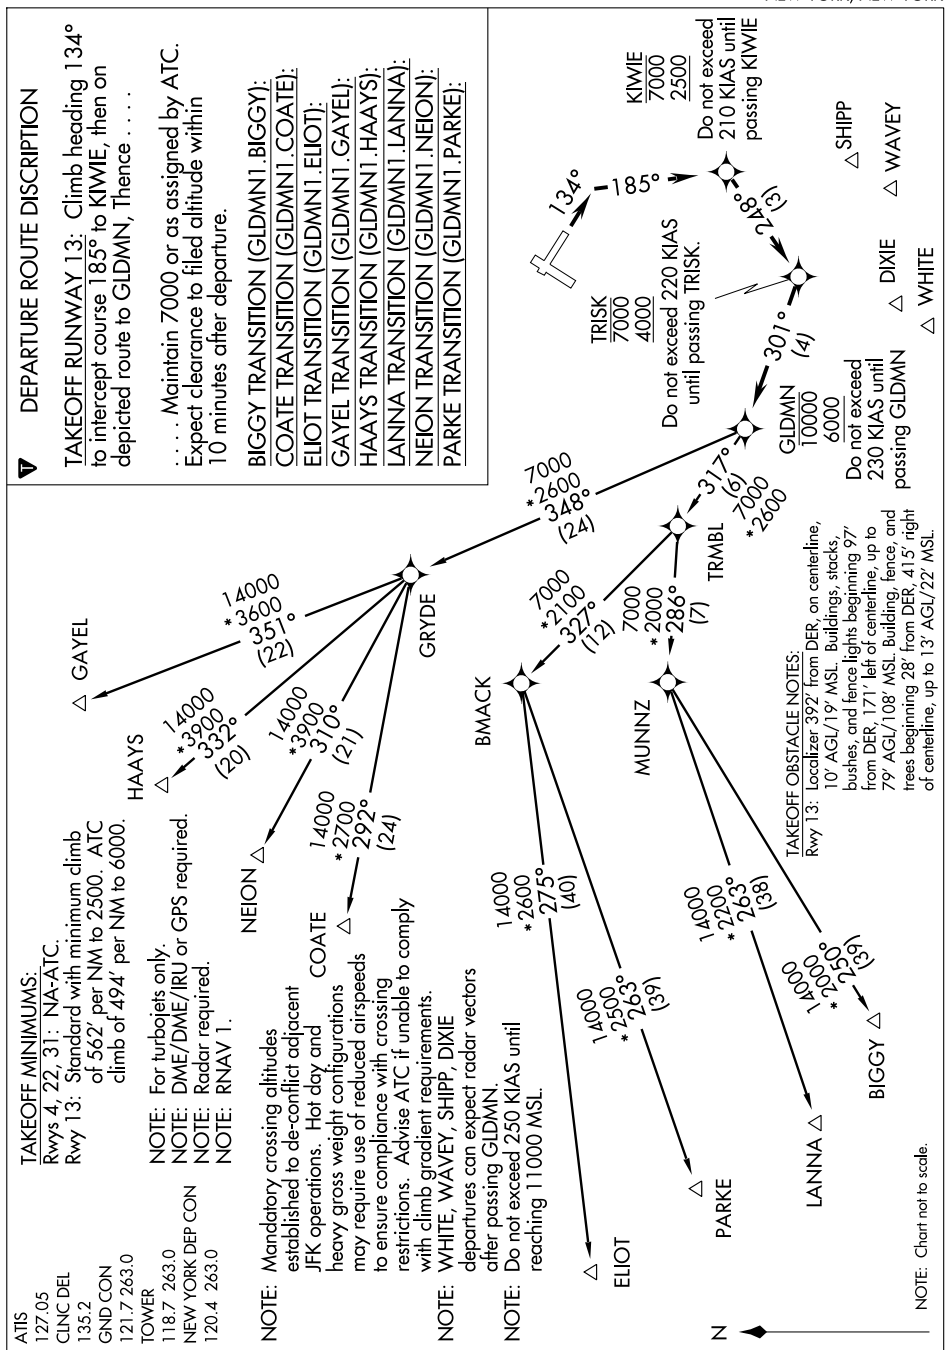 DEPARTURE ROUTE DISCRIPTION
TAKEOFF RUNWAY 13: Climb heading 134°
to intercept course 185° to KIWIE, then on
depicted route to GLDMN, Thence . . . .
. . . . Maintain 7000 or as assigned by ATC.
Expect clearance to filed altitude within
10 minutes after departure.
BIGGY TRANSITION (GLDMN1.BIGGY):
COATE TRANSITION (GLDMN1.COATE):
ELIOT TRANSITION (GLDMN1.ELIOT):
GAYEL TRANSITION (GLDMN1.GAYEL):
HAAYS TRANSITION (GLDMN1.HAAYS):
LANNA TRANSITION (GLDMN1.LANNA):
NEION TRANSITION (GLDMN1.NEION):
PARKE TRANSITION (GLDMN1.PARKE):
ATIS
127.05
CLNC DEL
135.2
GND CON
121.7 263.0
TOWER
118.7 263.0
NEW YORK DEP CON
120.4 263.0
TAKEOFF MINIMUMS:
Rwys 4, 22, 31: NA-ATC.
Rwy 13: Standard with minimum climb
of 562' per NM to 2500. ATC
climb of 494' per NM to 6000.
NOTE: For turbojets only.
NOTE: DME/DME/IRU or GPS required.
NOTE: Radar required.
NOTE: RNAV 1.
NOTE: Mandatory crossing altitudes
established to de-conflict adjacent
JFK operations. Hot day and
heavy gross weight configurations
may require use of reduced airspeeds
to ensure compliance with crossing
restrictions. Advise ATC if unable to comply
with climb gradient requirements.
NOTE: WHITE, WAVEY, SHIPP, DIXIE
departures can expect radar vectors
after passing GLDMN.
NOTE: Do not exceed 250 KIAS until
reaching 11000 MSL.
GAYEL
14000
*3600
351°
(22)
HAAYS
14000
*3900
332°
(20)
NEION
14000
*3900
310°
(21)
COATE
14000
*2700
292°
(24)
GRYDE
7000
*2600
348°
(24)
134°
185°
KIWIE
7000
2500
Do not exceed
210 KIAS until
passing KIWIE
248°
(3)
TRISK
7000
4000
Do not exceed 220 KIAS
until passing TRISK.
301°
(4)
GLDMN
10000
6000
Do not exceed
230 KIAS until
passing GLDMN
317°
(6)
7000
*2600
TRMBL
7000
*2100
327°
(12)
BMACK
7000
*2000
286°
(7)
MUNNZ
14000
*2600
275°
(40)
ELIOT
14000
*2500
263°
(39)
PARKE
14000
*2200
263°
(38)
LANNA
14000
*2000
250°
(39)
BIGGY
SHIPP
WAVEY
DIXIE
WHITE
TAKEOFF OBSTACLE NOTES:
Rwy 13: Localizer 392' from DER, on centerline,
10' AGL/19' MSL. Buildings, stacks,
bushes, and fence lights beginning 97'
from DER, 171' left of centerline, up to
79' AGL/108' MSL. Building, fence, and
trees beginning 28' from DER, 415' right
of centerline, up to 13' AGL/22' MSL.
N
NOTE: Chart not to scale.